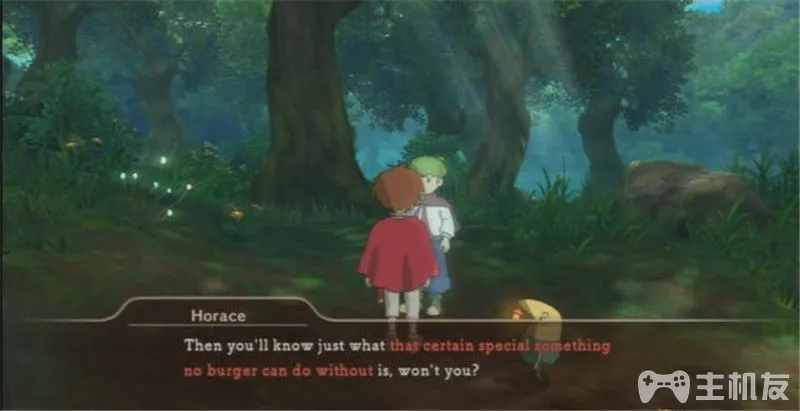 Horace
Then you'll know just what that certain special something
no burger can do without is, won't you?
主机友